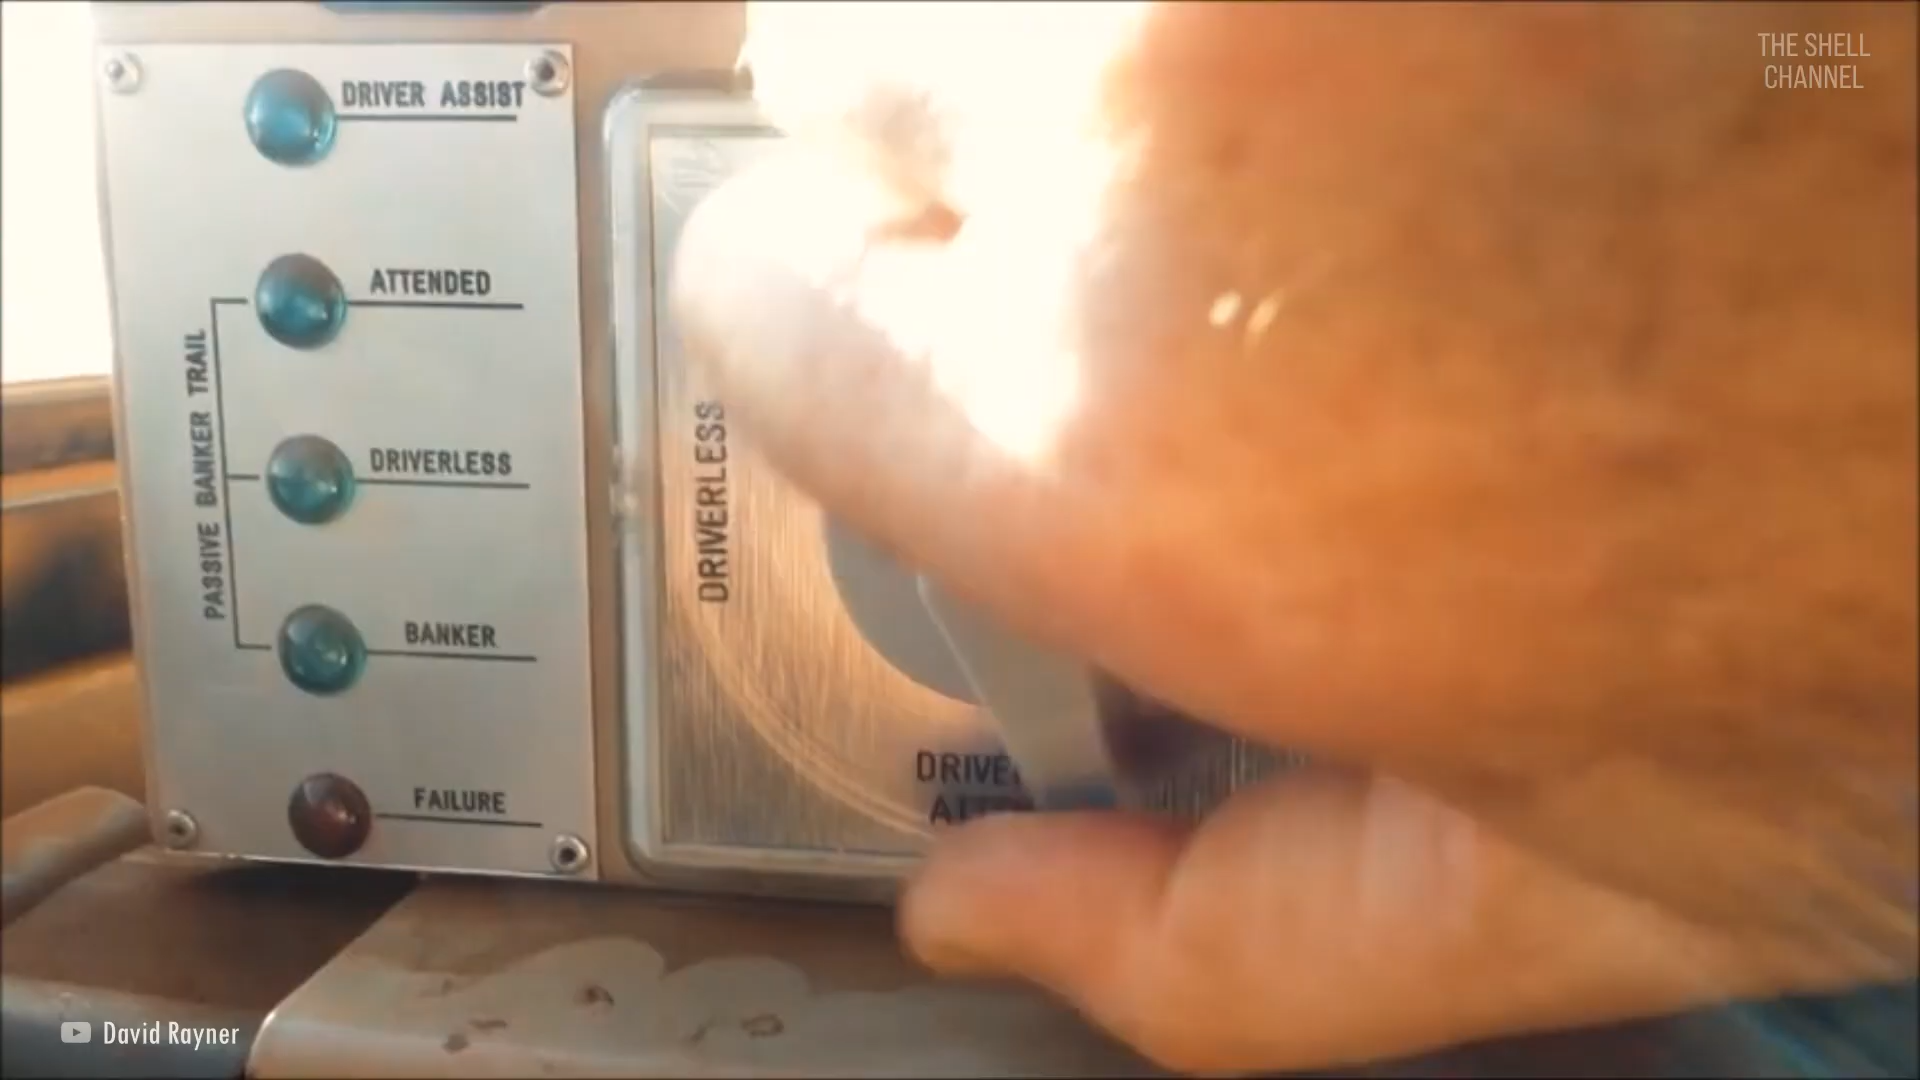 THE SHELL
CHANNEL
DRIVER ASSIST
ATTENDED
PASSIVE BANKER TRAIL
DRIVERLESS
BANKER
FAILURE
DRIVERLESS
David Rayner